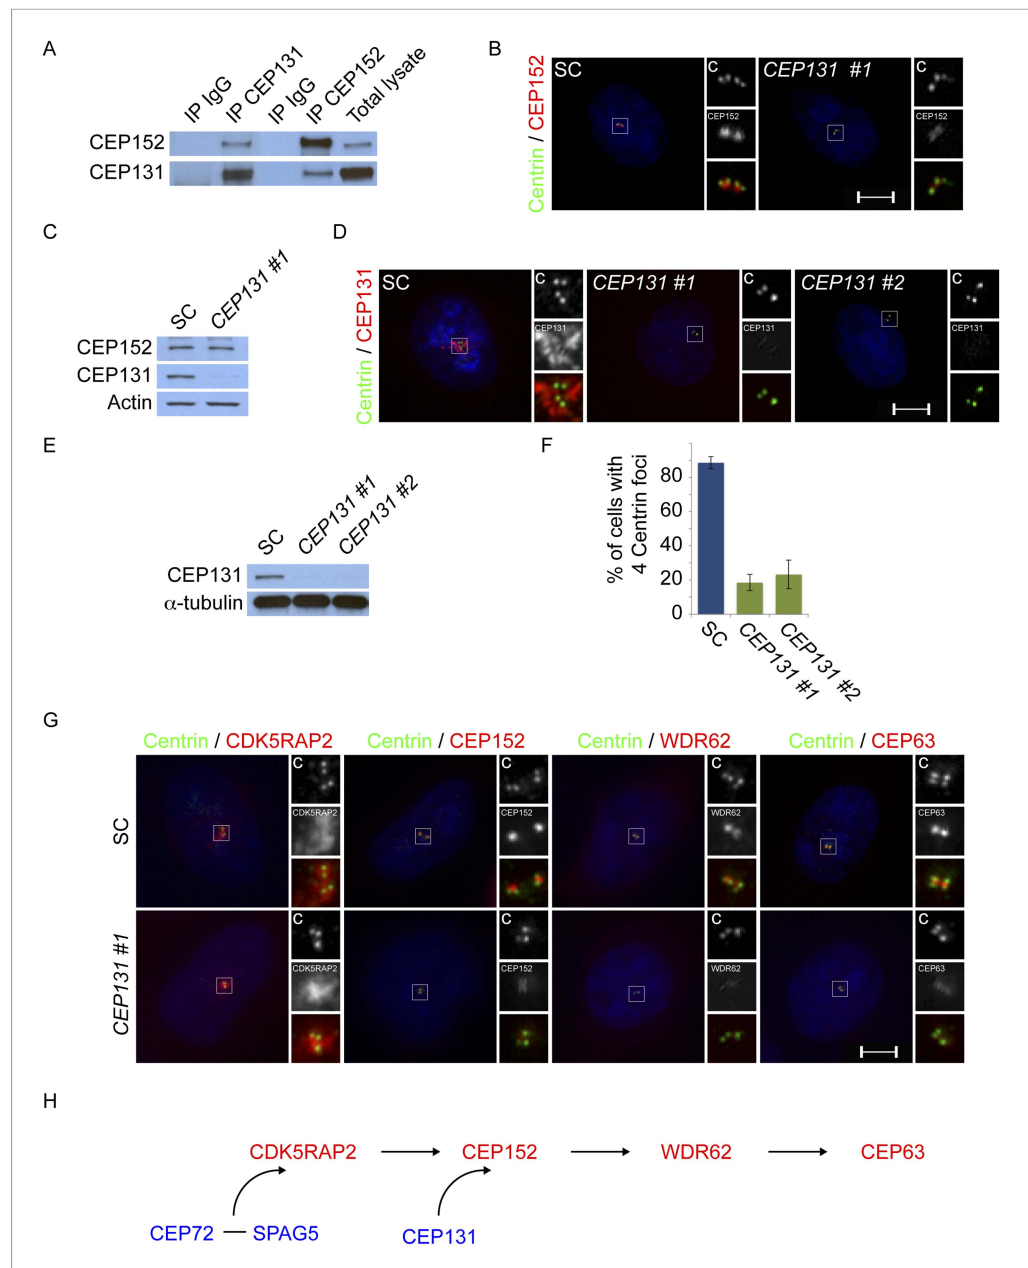 A
IP IgG
IP CEP131
IP IgG
IP CEP152
Total lysate
CEP152
CEP131
B
Centrin / CEP152
SC
C
CEP152
CEP131 #1
C
CEP152
C
SC
CEP131 #1
CEP152
CEP131
Actin
D
Centrin / CEP131
SC
C
CEP131
CEP131 #1
C
CEP131
CEP131 #2
C
CEP131
E
SC
CEP131 #1
CEP131 #2
CEP131
α-tubulin
F
% of cells with
4 Centrin foci
80
60
40
20
0
SC
CEP131 #1
CEP131 #2
G
Centrin / CDK5RAP2
Centrin / CEP152
Centrin / WDR62
Centrin / CEP63
SC
C
CDK5RAP2
C
CEP152
C
WDR62
C
CEP63
CEP131 #1
C
CDK5RAP2
C
CEP152
C
WDR62
C
CEP63
H
CDK5RAP2
CEP152
WDR62
CEP63
CEP72
SPAG5
CEP131